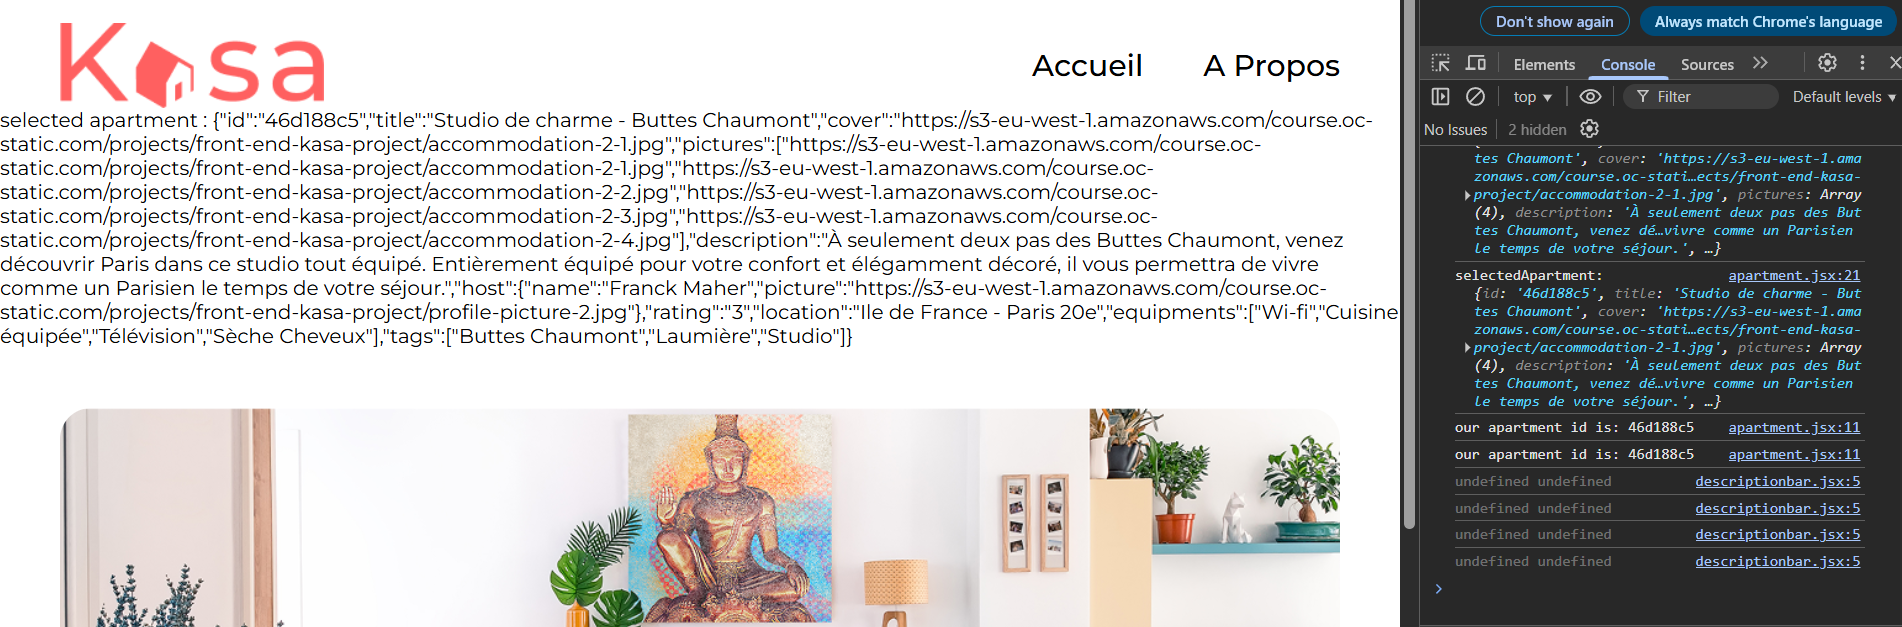 Kasa
Accueil
A Propos
selected apartment : {"id":"46d188c5","title":"Studio de charme - Buttes Chaumont","cover":"https://s3-eu-west-1.amazonaws.com/course.oc-
static.com/projects/front-end-kasa-project/accommodation-2-1.jpg","pictures":["https://s3-eu-west-1.amazonaws.com/course.oc-
static.com/projects/front-end-kasa-project/accommodation-2-1.jpg","https://s3-eu-west-1.amazonaws.com/course.oc-
static.com/projects/front-end-kasa-project/accommodation-2-2.jpg","https://s3-eu-west-1.amazonaws.com/course.oc-
static.com/projects/front-end-kasa-project/accommodation-2-3.jpg","https://s3-eu-west-1.amazonaws.com/course.oc-
static.com/projects/front-end-kasa-project/accommodation-2-4.jpg"],"description":"À seulement deux pas des Buttes Chaumont, venez
découvrir Paris dans ce studio tout équipé. Entièrement équipé pour votre confort et élégamment décoré, il vous permettra de vivre
comme un Parisien le temps de votre séjour.","host":{"name":"Franck Maher","picture":"https://s3-eu-west-1.amazonaws.com/course.oc-
static.com/projects/front-end-kasa-project/profile-picture-2.jpg"},"rating":"3","location":"Ile de France - Paris 20e","equipments":["Wi-fi","Cuisine
équipée","Télévision","Sèche Cheveux"],"tags":["Buttes Chaumont","Laumière","Studio"]}
Don't show again
Always match Chrome's language
Elements
Console
Sources
top
Filter
Default levels
No Issues
2 hidden
tes Chaumont', cover: 'https://s3-eu-west-1.ama
zonaws.com/course.oc-stati…ects/front-end-kasa-
project/accommodation-2-1.jpg', pictures: Array
(4), description: 'À seulement deux pas des But
tes Chaumont, venez dé…vivre comme un Parisien
le temps de votre séjour.', …}
selectedApartment: apartment.jsx:21
{id: '46d188c5', title: 'Studio de charme - But
tes Chaumont', cover: 'https://s3-eu-west-1.ama
zonaws.com/course.oc-stati…ects/front-end-kasa-
project/accommodation-2-1.jpg', pictures: Array
(4), description: 'À seulement deux pas des But
tes Chaumont, venez dé…vivre comme un Parisien
le temps de votre séjour.', …}
our apartment id is: 46d188c5 apartment.jsx:11
our apartment id is: 46d188c5 apartment.jsx:11
undefined undefined descriptionbar.jsx:5
undefined undefined descriptionbar.jsx:5
undefined undefined descriptionbar.jsx:5
undefined undefined descriptionbar.jsx:5